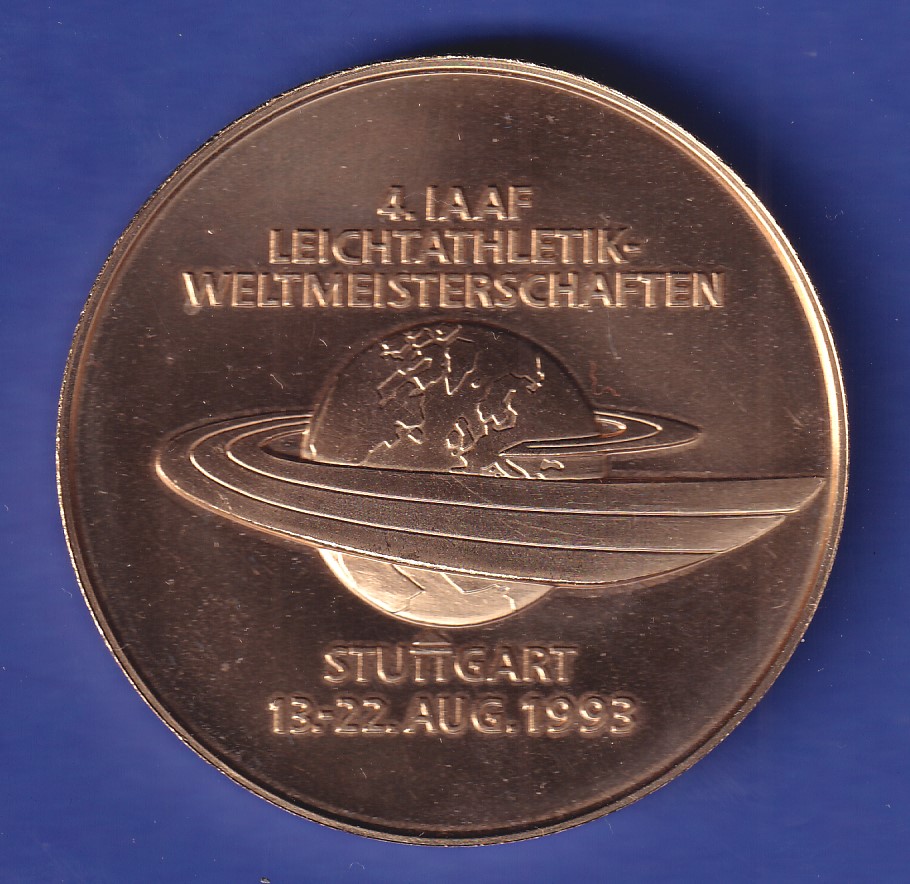 4. IAAF
LEICHTATHLETIK-
WELTMEISTERSCHAFTEN
STUTTGART
13.-22. AUG. 1993